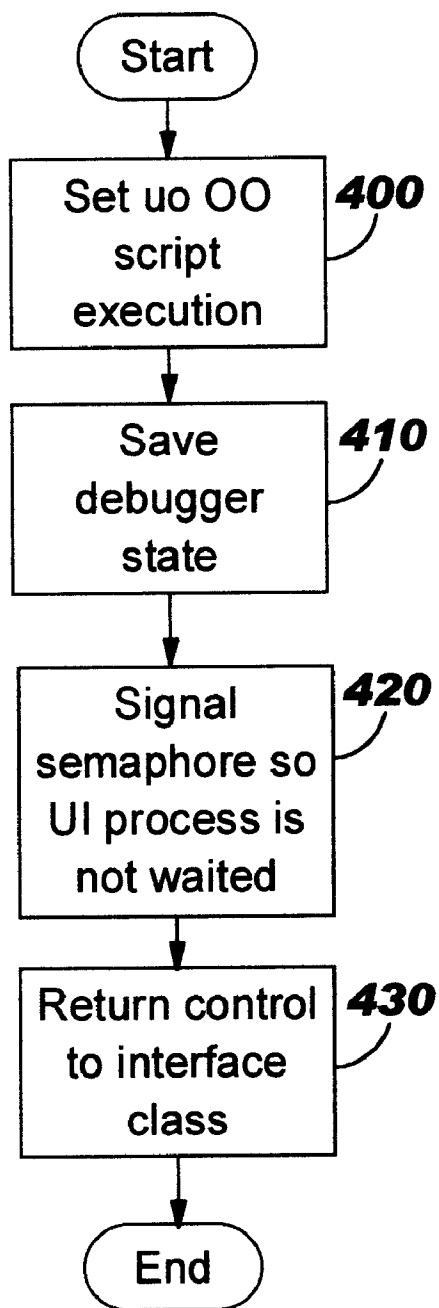 Start
Set uo OO
script
execution
400
Save
debugger
state
410
Signal
semaphore so
UI process is
not waited
420
Return control
to interface
class
430
End